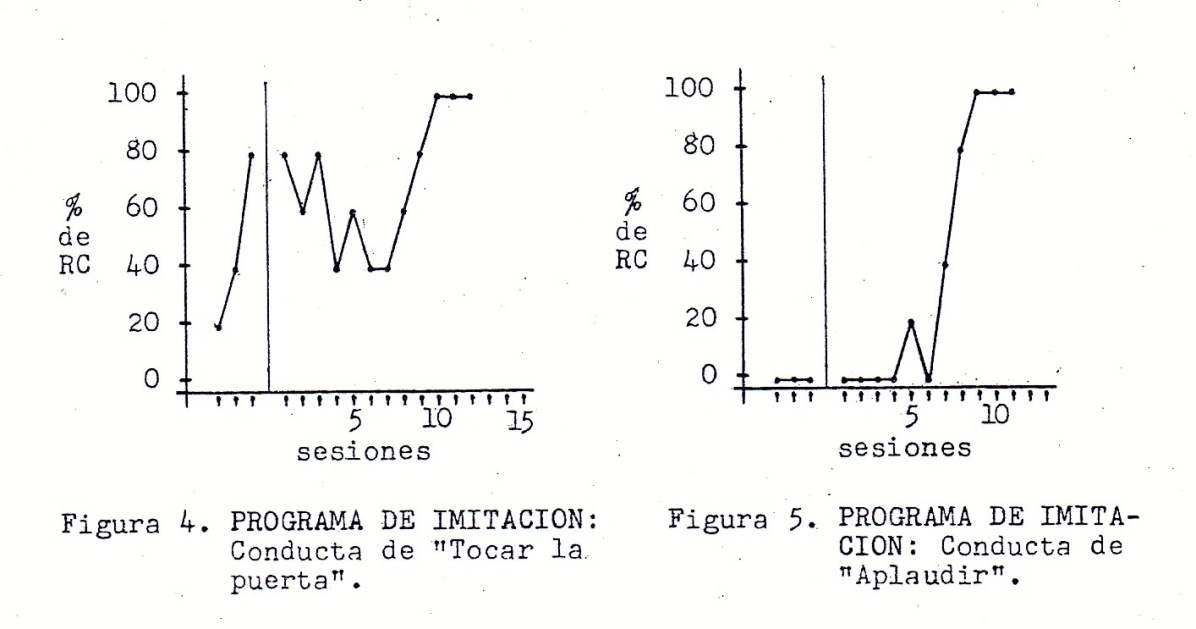 100
80
60
40
20
0
%
de
RC
5 10 15
sesiones
Figura 4. PROGRAMA DE IMITACION:
Conducta de "Tocar la
puerta".
100
80
60
40
20
0
%
de
RC
5 10
sesiones
Figura 5. PROGRAMA DE IMITA-
CION: Conducta de
"Aplaudir".